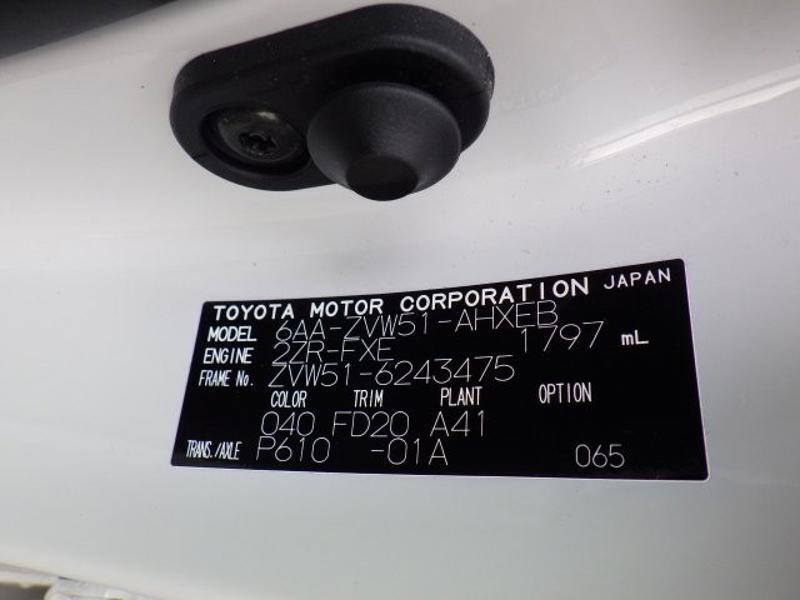 TOYOTA MOTOR CORPORATION JAPAN
MODEL 6AA-ZVW51-AHXEB
ENGINE 2ZR-FXE 1797 mL
FRAME No. ZVW51-6243475
COLOR TRIM PLANT OPTION
040 FD20 A41
TRANS./AXLE P610 -01A 065